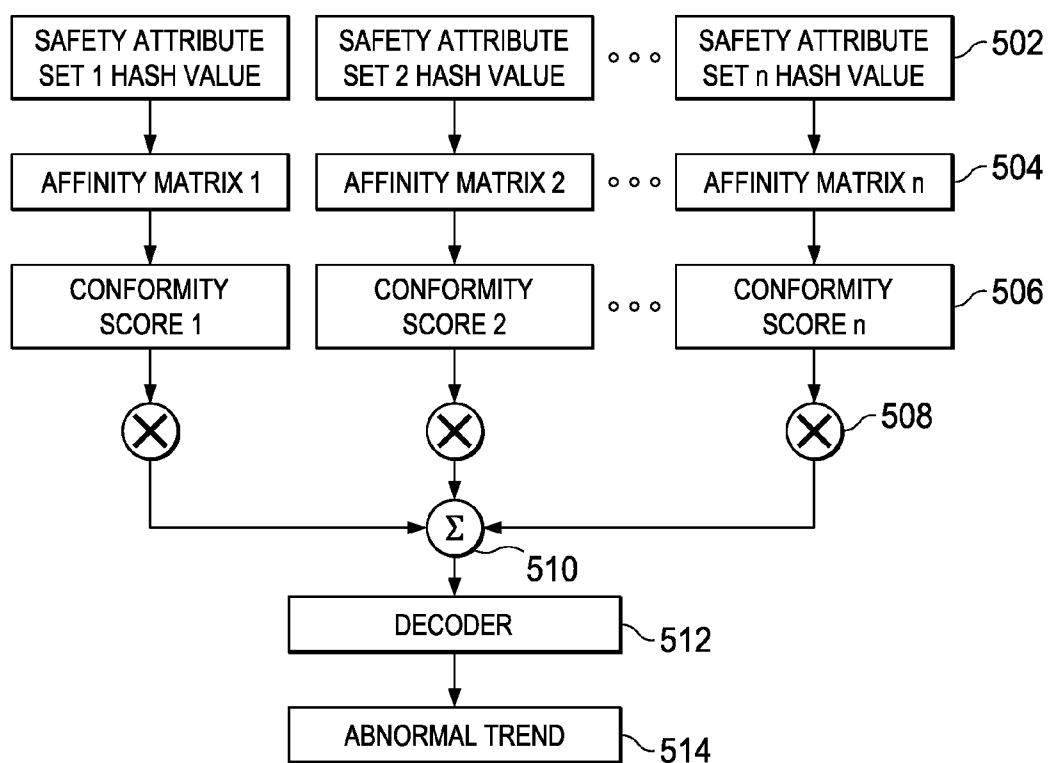 SAFETY ATTRIBUTE
SET 1 HASH VALUE
SAFETY ATTRIBUTE
SET 2 HASH VALUE
SAFETY ATTRIBUTE
SET n HASH VALUE
502
AFFINITY MATRIX 1
AFFINITY MATRIX 2
AFFINITY MATRIX n
504
CONFORMITY
SCORE 1
CONFORMITY
SCORE 2
CONFORMITY
SCORE n
506
508
Σ
510
DECODER
512
ABNORMAL TREND
514